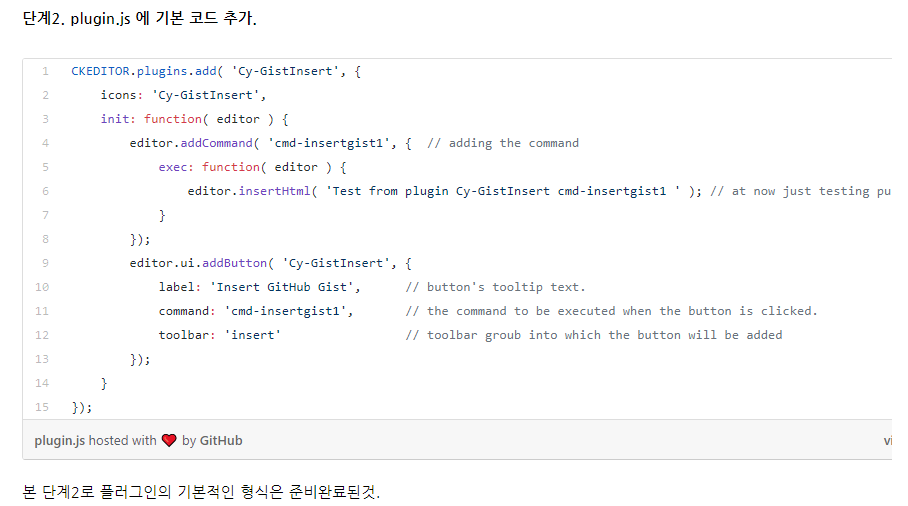 단계2. plugin.js 에 기본 코드 추가.
1 CKEDITOR.plugins.add( 'Cy-GistInsert', {
2 icons: 'Cy-GistInsert',
3 init: function( editor ) {
4 editor.addCommand( 'cmd-insertgist1', { // adding the command
5 exec: function( editor ) {
6 editor.insertHtml( 'Test from plugin Cy-GistInsert cmd-insertgist1 ' ); // at now just testing pu
7 }
8 });
9 editor.ui.addButton( 'Cy-GistInsert', {
10 label: 'Insert GitHub Gist', // button's tooltip text.
11 command: 'cmd-insertgist1', // the command to be executed when the button is clicked.
12 toolbar: 'insert' // toolbar groub into which the button will be added
13 });
14 }
15 });
plugin.js hosted with ❤ by GitHub vi
본 단계2로 플러그인의 기본적인 형식은 준비완료된것.